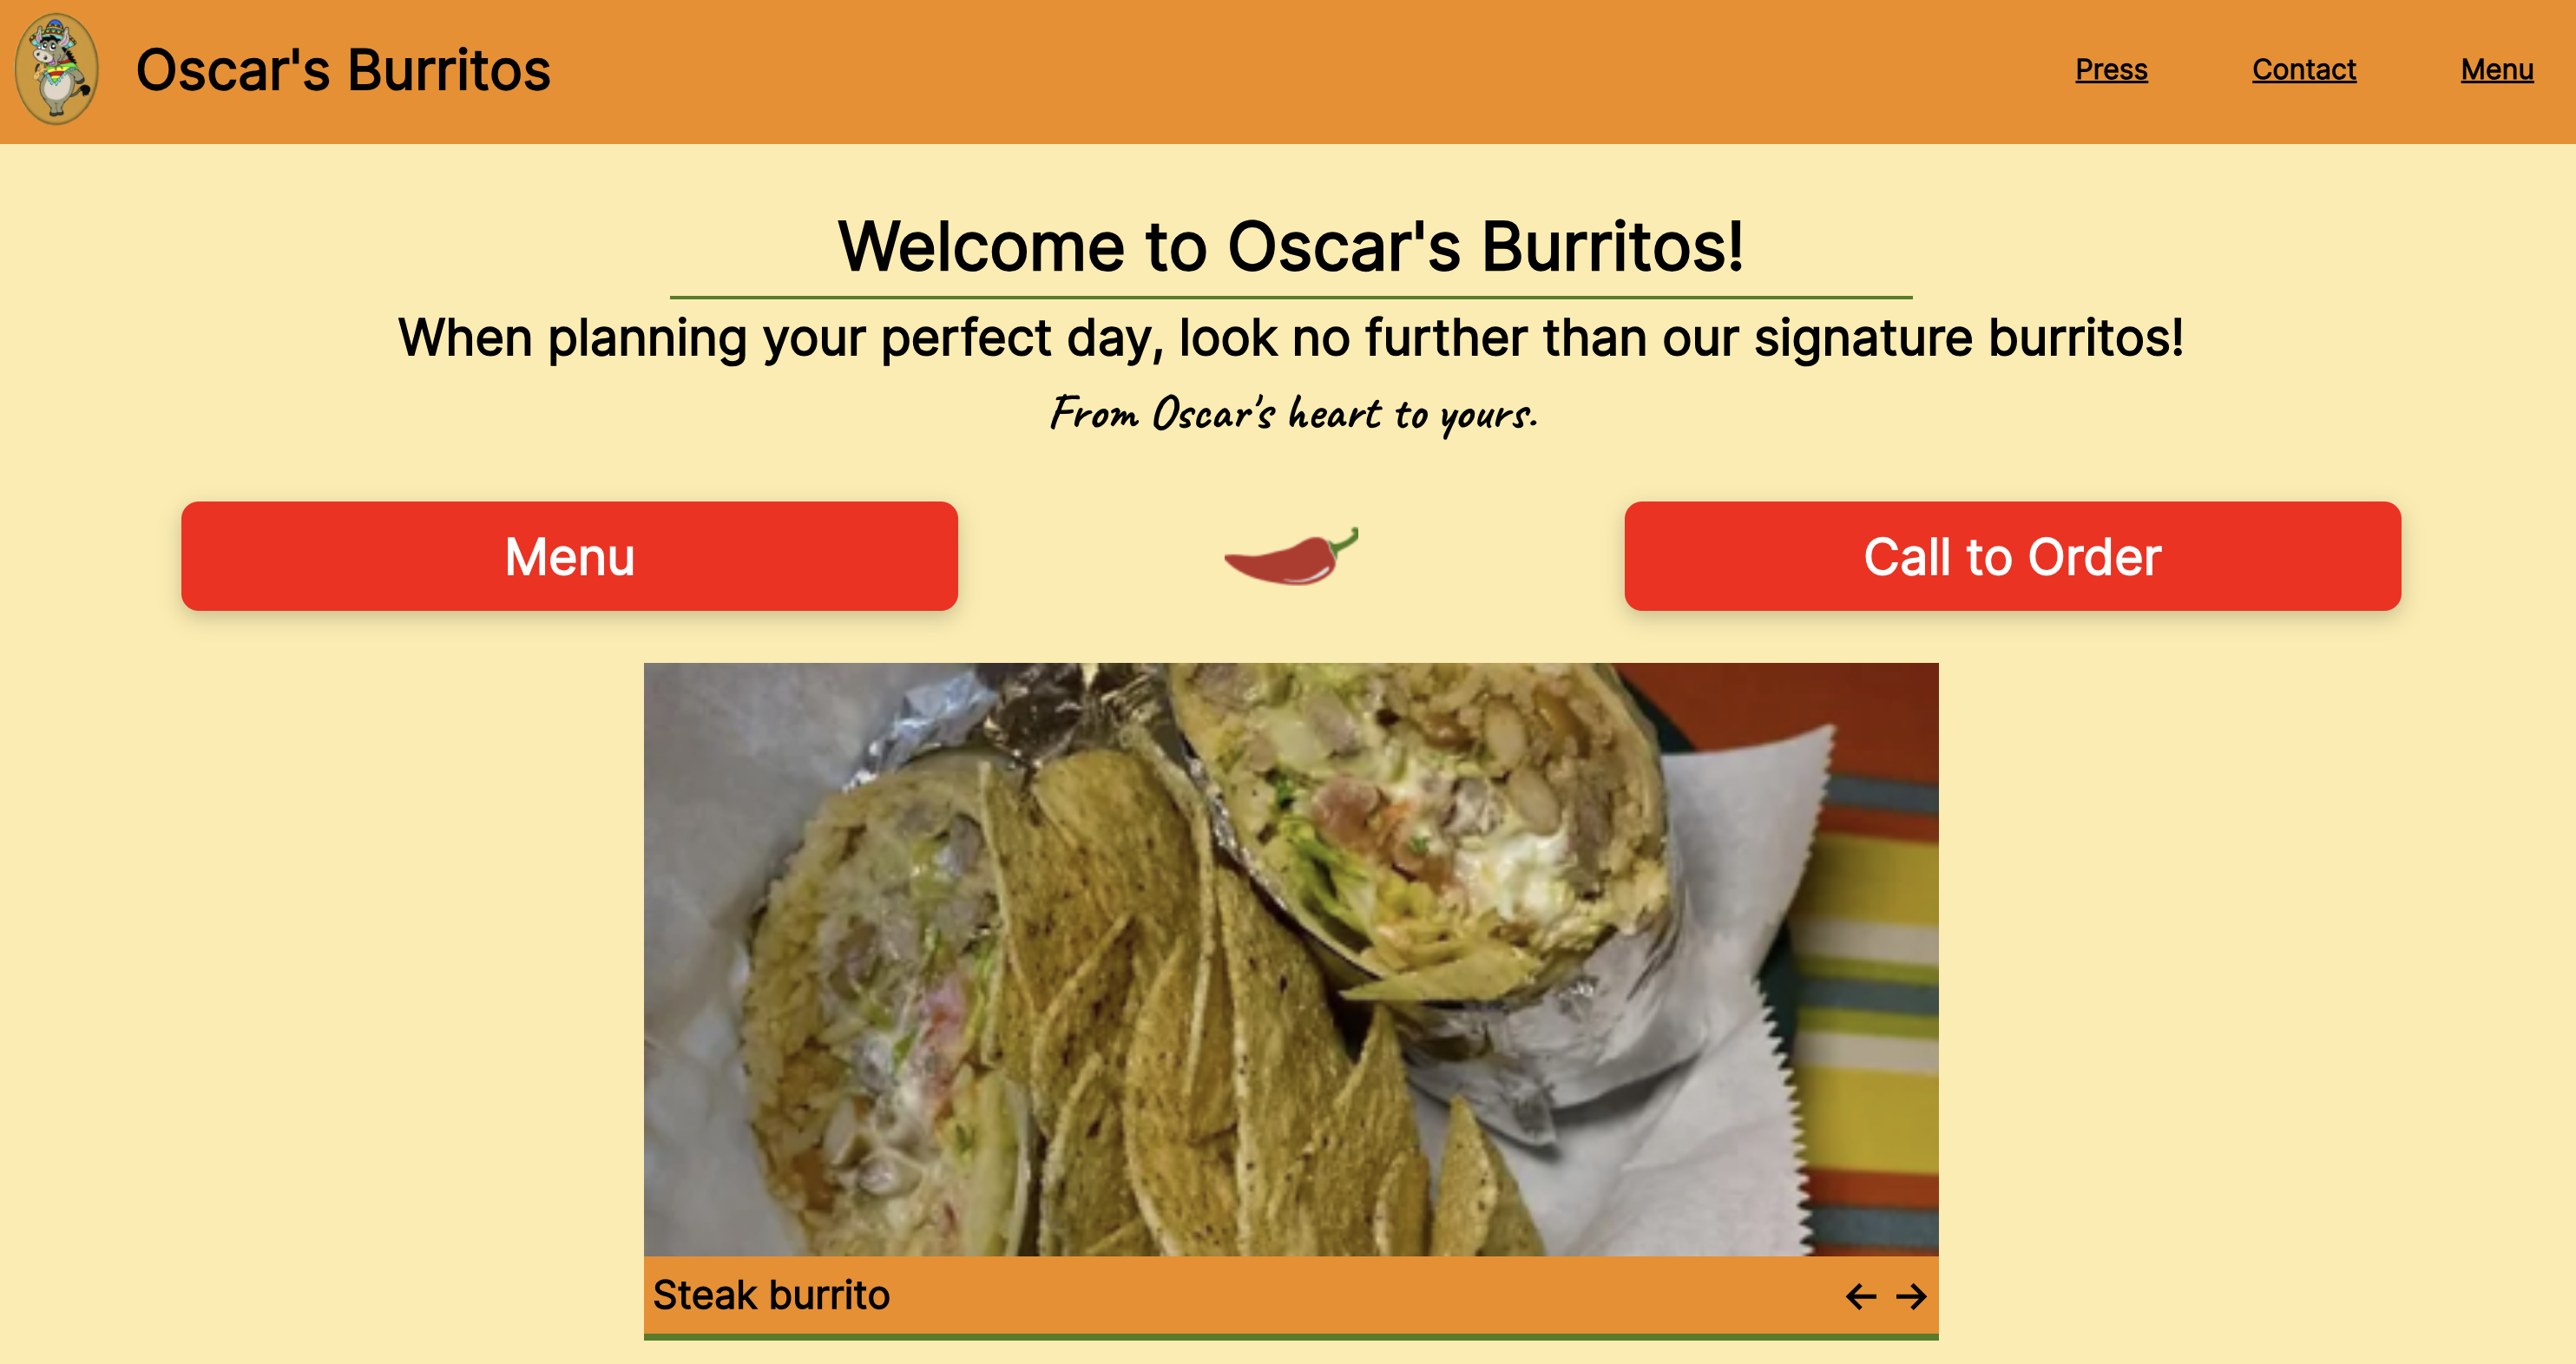 Oscar's Burritos
Press
Contact
Menu
Welcome to Oscar's Burritos!
When planning your perfect day, look no further than our signature burritos!
From Oscar's heart to yours.
Menu
Call to Order
Steak burrito